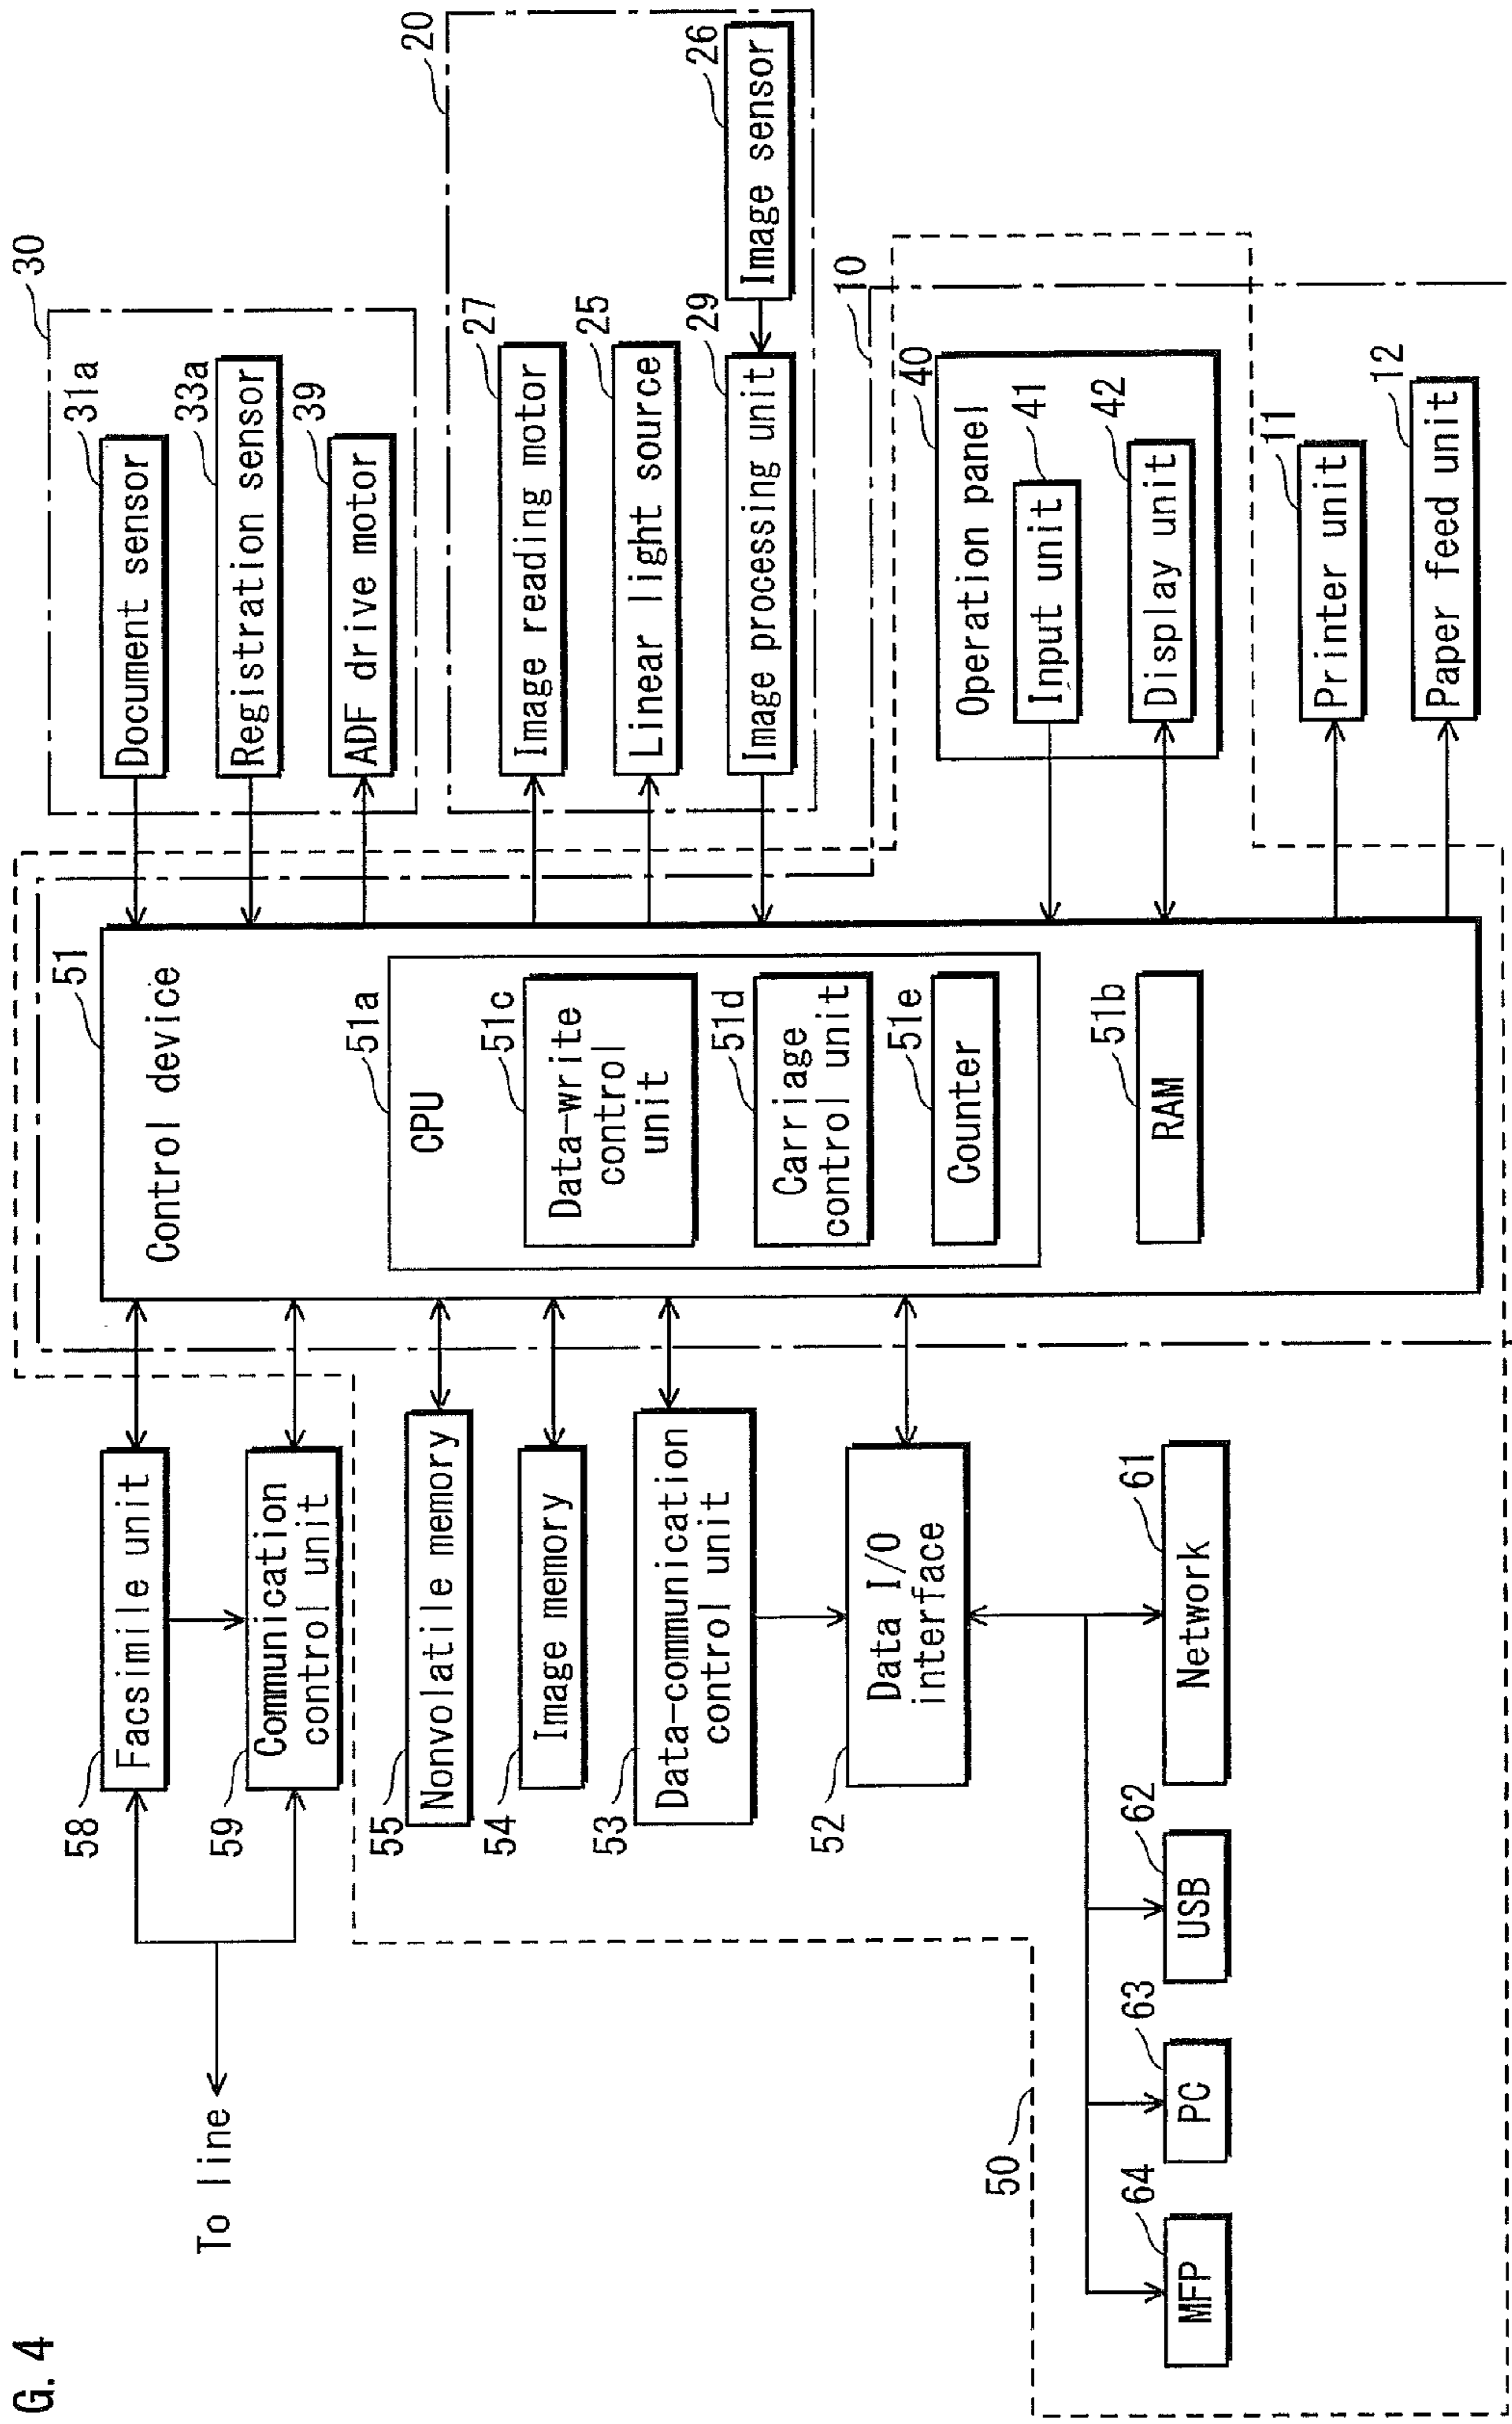 G. 4
To line
58
Facsimile unit
59
Communication
control unit
55
Nonvolatile memory
54
Image memory
53
Data-communication
control unit
52
Data I/O
interface
50
64
MFP
63
PC
62
USB
61
Network
51
Control device
51a
CPU
51c
Data-write
control
unit
51d
Carriage
control unit
51e
Counter
51b
RAM
30
31a
Document sensor
33a
Registration sensor
39
ADF drive motor
20
27
Image reading motor
25
Linear light source
29
Image processing unit
26
Image sensor
10
40
Operation panel
41
Input unit
42
Display unit
11
Printer unit
12
Paper feed unit